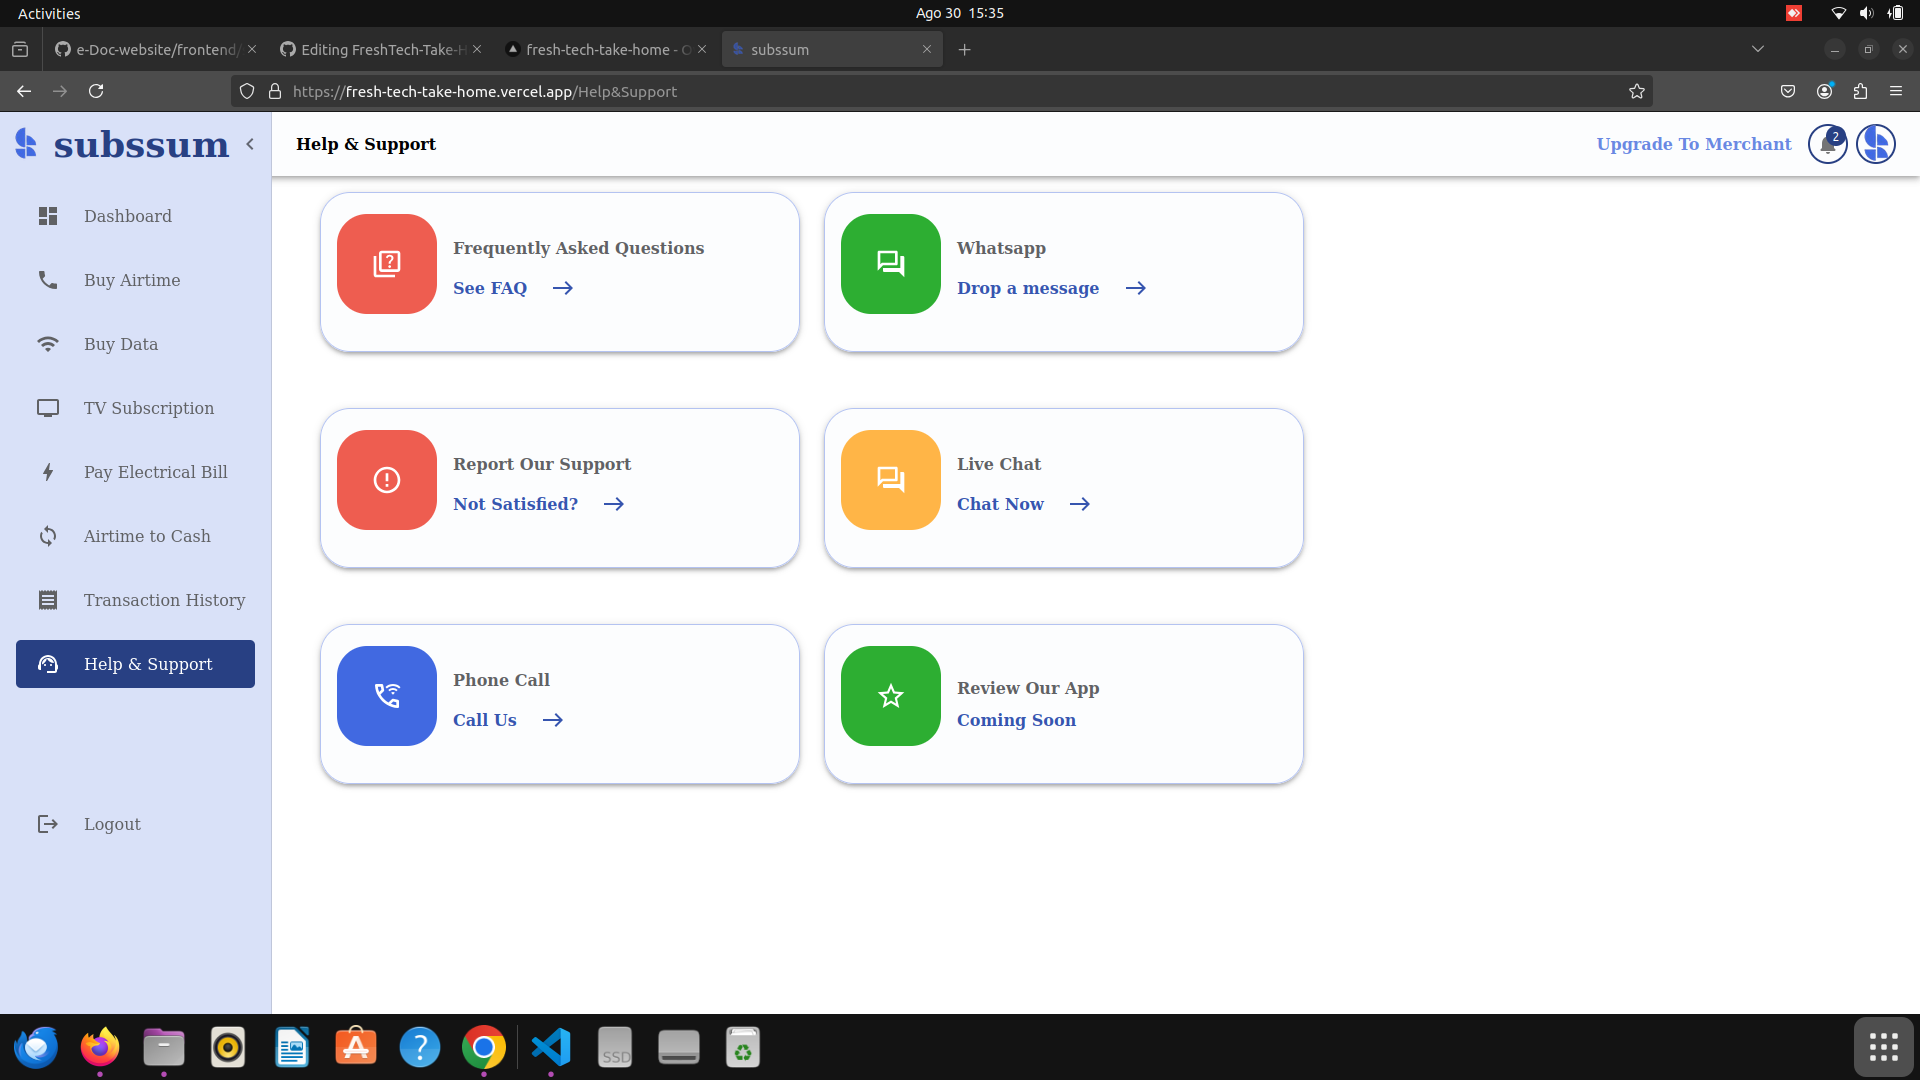 Activities
Ago 30 15:35
e-Doc-website/frontend/
Editing FreshTech-Take-H
fresh-tech-take-home - O
subssum
https://fresh-tech-take-home.vercel.app/Help&Support
subssum
Help & Support
Upgrade To Merchant
2
Dashboard
Buy Airtime
Buy Data
TV Subscription
Pay Electrical Bill
Airtime to Cash
Transaction History
Help & Support
Logout
Frequently Asked Questions
See FAQ
Whatsapp
Drop a message
Report Our Support
Not Satisfied?
Live Chat
Chat Now
Phone Call
Call Us
Review Our App
Coming Soon
SSD